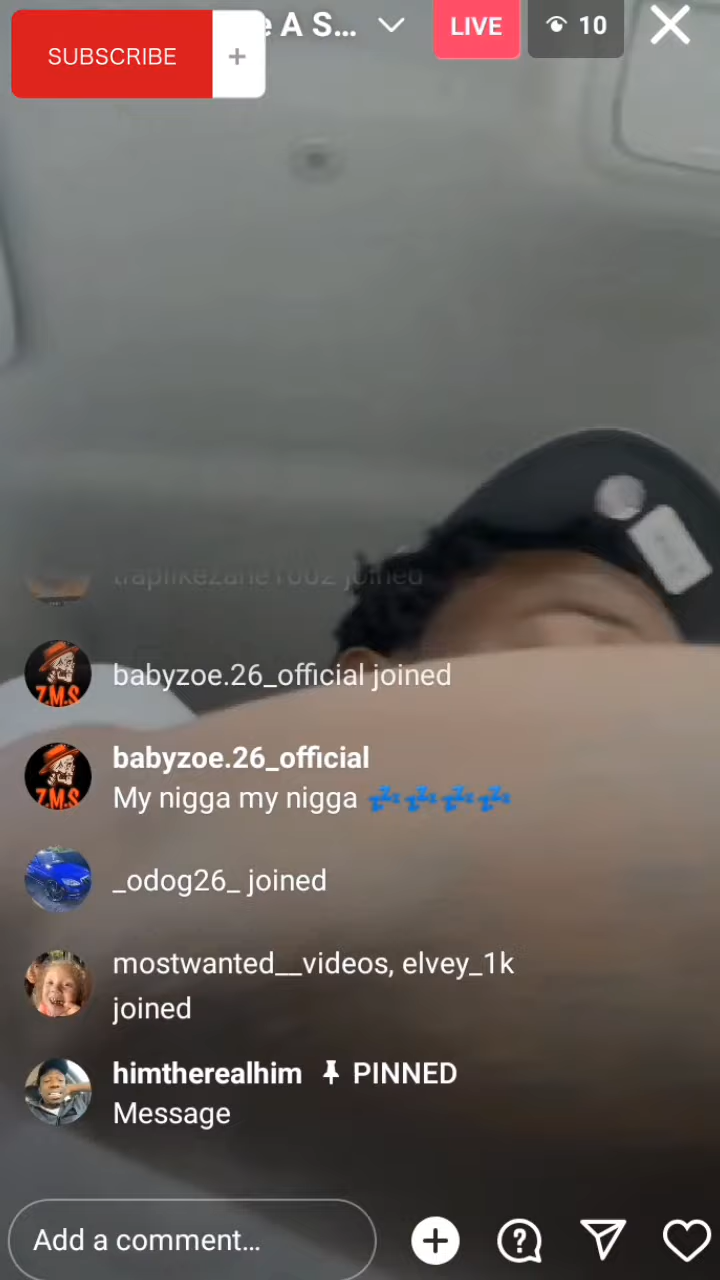 SUBSCRIBE +
e A S...
LIVE
10
joined
babyzoe.26_official joined
babyzoe.26_official
My nigga my nigga 💤💤💤💤
_odog26_ joined
mostwanted__videos, elvey_1k
joined
himtherealhim PINNED
Message
Add a comment...
Z.M.S
Z.M.S